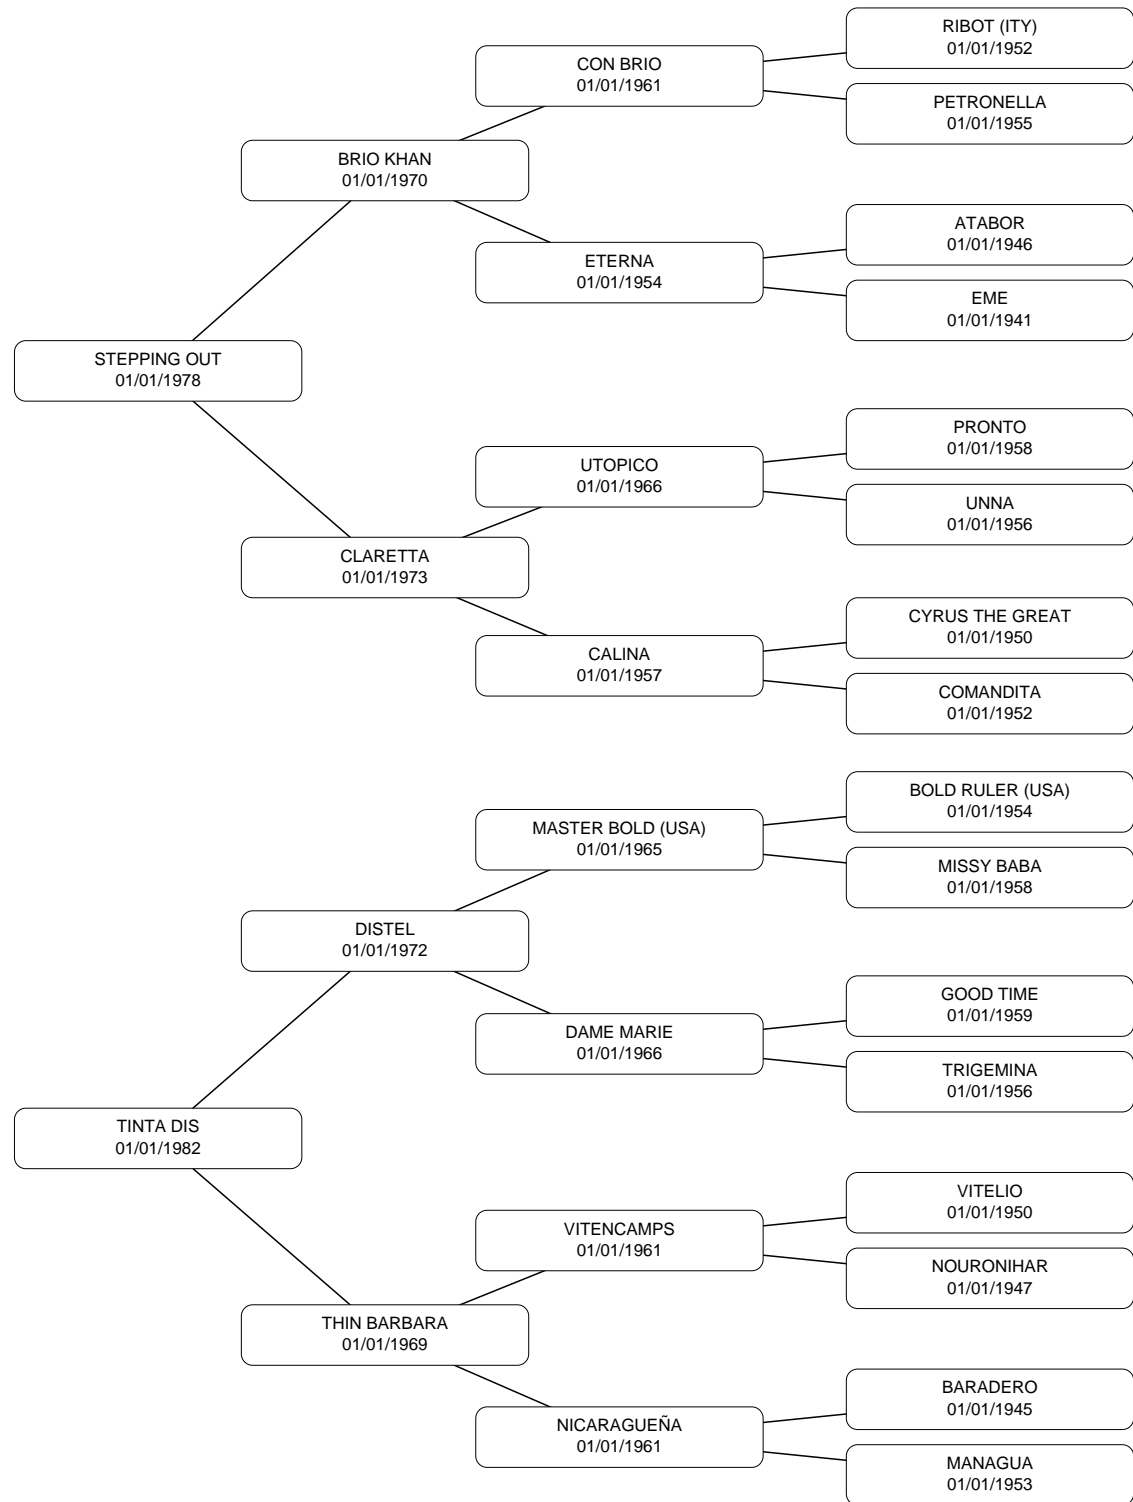 RIBOT (ITY)
01/01/1952
CON BRIO
01/01/1961
PETRONELLA
01/01/1955
BRIO KHAN
01/01/1970
ATABOR
01/01/1946
ETERNA
01/01/1954
EME
01/01/1941
STEPPING OUT
01/01/1978
PRONTO
01/01/1958
UTOPICO
01/01/1966
UNNA
01/01/1956
CLARETTA
01/01/1973
CYRUS THE GREAT
01/01/1950
CALINA
01/01/1957
COMANDITA
01/01/1952
BOLD RULER (USA)
01/01/1954
MASTER BOLD (USA)
01/01/1965
MISSY BABA
01/01/1958
DISTEL
01/01/1972
GOOD TIME
01/01/1959
DAME MARIE
01/01/1966
TRIGEMINA
01/01/1956
TINTA DIS
01/01/1982
VITELIO
01/01/1950
VITENCAMPS
01/01/1961
NOURONIHAR
01/01/1947
THIN BARBARA
01/01/1969
BARADERO
01/01/1945
NICARAGUEÑA
01/01/1961
MANAGUA
01/01/1953